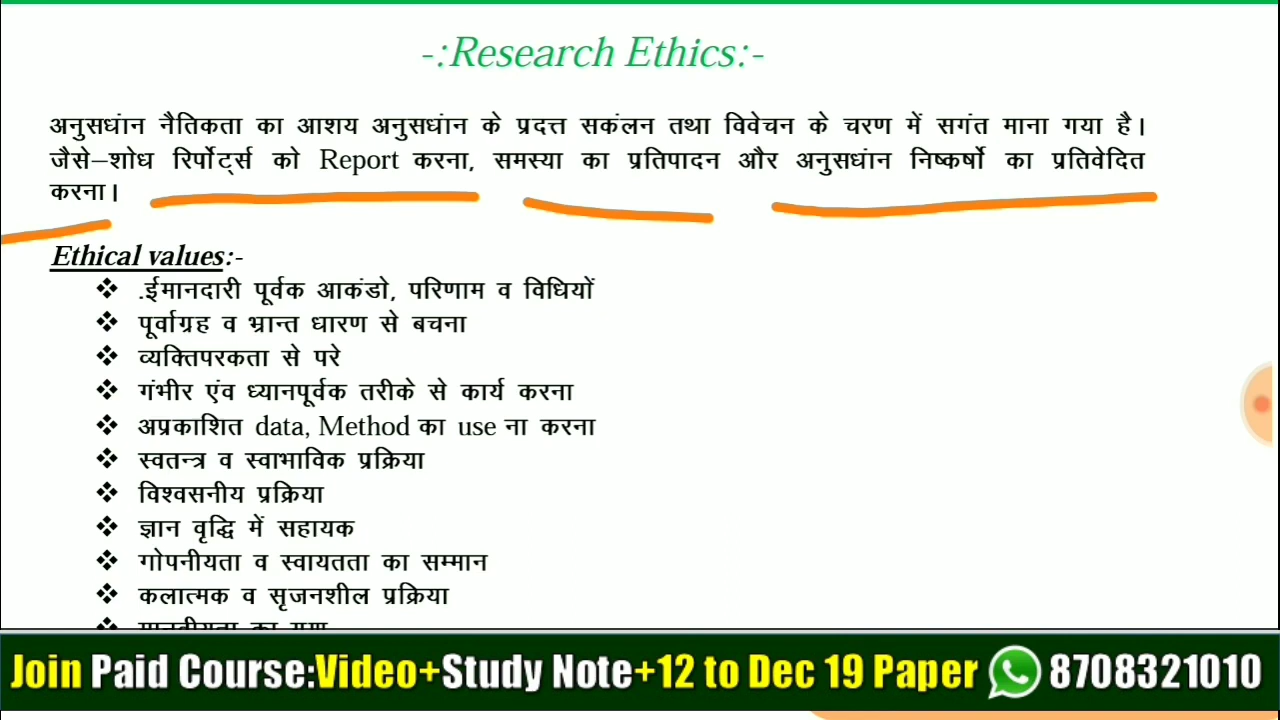 -:Research Ethics:-
अनुसधांन नैतिकता का आशय अनुसधांन के प्रदत्त सकंलन तथा विवेचन के चरण में सगंत माना गया है।
जैसे–शोध रिर्पोट्र्स को Report करना, समस्या का प्रतिपादन और अनुसधांन निष्कर्षो का प्रतिवेदित
करना।
Ethical values:-
❖ .ईमानदारी पूर्वक आकंडो, परिणाम व विधियों
❖ पूर्वाग्रह व भ्रान्त धारण से बचना
❖ व्यक्तिपरकता से परे
❖ गंभीर एंव ध्यानपूर्वक तरीके से कार्य करना
❖ अप्रकाशित data, Method का use ना करना
❖ स्वतन्त्र व स्वाभाविक प्रक्रिया
❖ विश्वसनीय प्रक्रिया
❖ ज्ञान वृद्धि में सहायक
❖ गोपनीयता व स्वायतता का सम्मान
❖ कलात्मक व सृजनशील प्रक्रिया
Join Paid Course:Video+Study Note+12 to Dec 19 Paper 8708321010